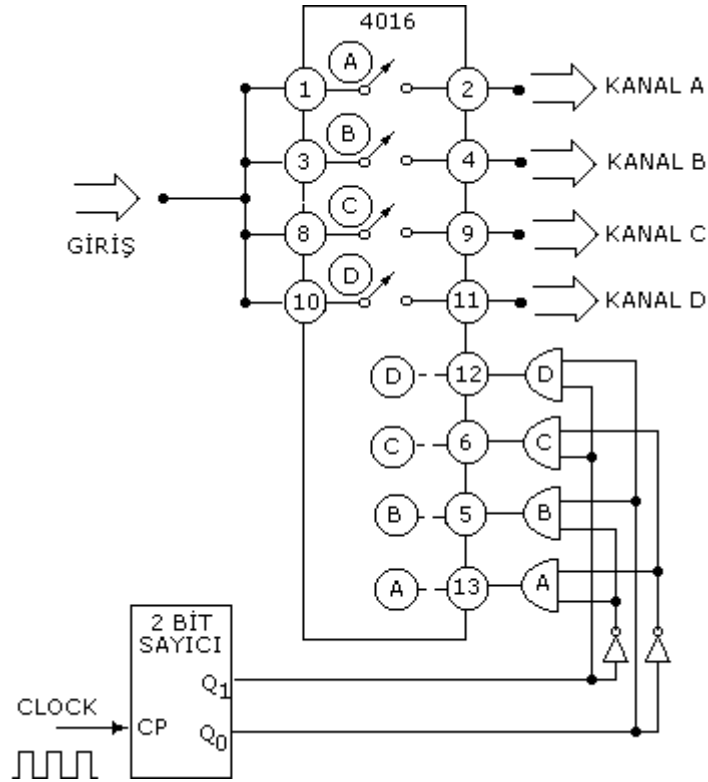 4016
A
1
2
KANAL A
B
3
4
KANAL B
GİRİŞ
C
8
9
KANAL C
D
10
11
KANAL D
D
12
D
C
6
C
B
5
B
A
13
A
2 BİT
SAYICI
Q1
CLOCK
CP
Q0